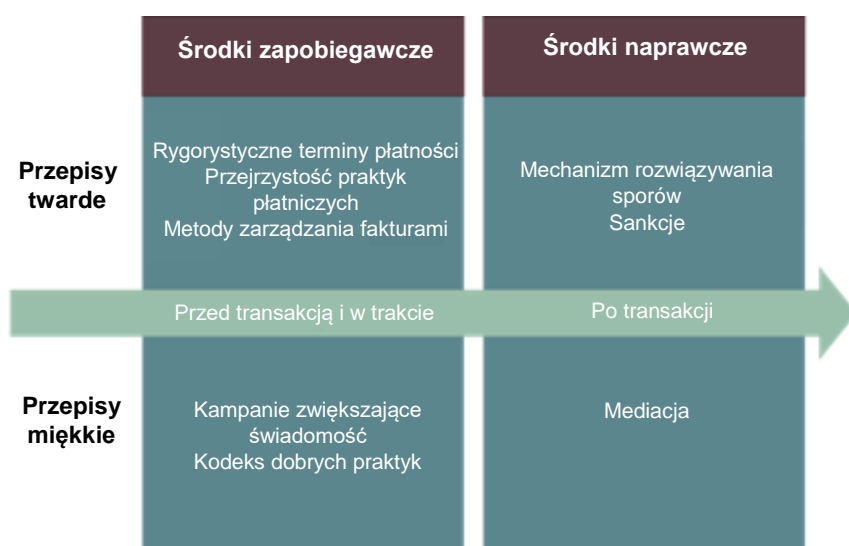 Środki zapobiegawcze
Środki naprawcze
Przepisy
twarde
Rygorystyczne terminy płatności
Przejrzystość praktyk
płatniczych
Metody zarządzania fakturami
Mechanizm rozwiązywania
sporów
Sankcje
Przed transakcją i w trakcie
Po transakcji
Przepisy
miękkie
Kampanie zwiększające
świadomość
Kodeks dobrych praktyk
Mediacja